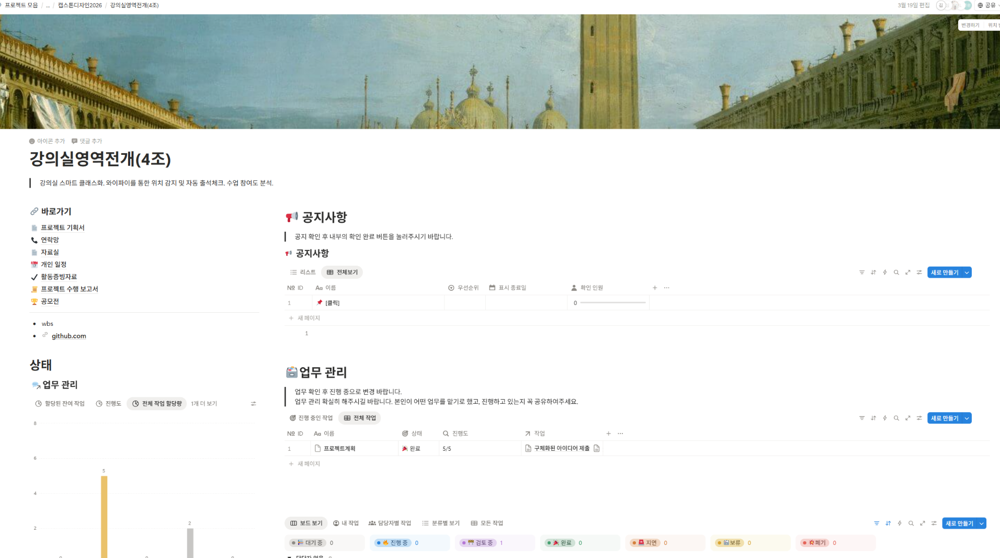 프로젝트 모음 / ... / 캡스톤디자인2026 / 강의실영역전개(4조)
3월 19일 편집
김
공유
변경하기
위치
아이콘 추가 댓글 추가
강의실영역전개(4조)
강의실 스마트 클래스화. 와이파이를 통한 위치 감지 및 자동 출석체크. 수업 참여도 분석.
바로가기
프로젝트 기획서
연락망
자료실
개인 일정
활동증빙자료
프로젝트 수행 보고서
공모전
wbs
github.com
상태
업무 관리
할당된 잔여 작업 진행도 전체 작업 할당량 1개 더 보기
8
6
5
4
2
2
0 0 0
공지사항
공지 확인 후 내부의 확인 완료 버튼을 눌러주시기 바랍니다.
공지사항
리스트 전체보기
새로 만들기
№ ID Aa 이름 우선순위 표시 종료일 확인 인원
1 [클릭] 0
+ 새 페이지
1
업무 관리
업무 확인 후 진행 중으로 변경 바랍니다.
업무 관리 확실히 해주시길 바랍니다. 본인이 어떤 업무를 맡기로 했고, 진행하고 있는지 꼭 공유하여주세요.
진행 중인 작업 전체 작업
새로 만들기
№ ID Aa 이름 상태 진행도 작업
1 프로젝트계획 완료 5/5 구체화된 아이디어 제출
+ 새 페이지
보드 보기 내 작업 담당자별 작업 분류별 보기 모든 작업
새로 만들기
대기 중 0 진행 중 0 검토 중 1 완료 0 지연 0 보류 0 폐기 0
담당자 없음